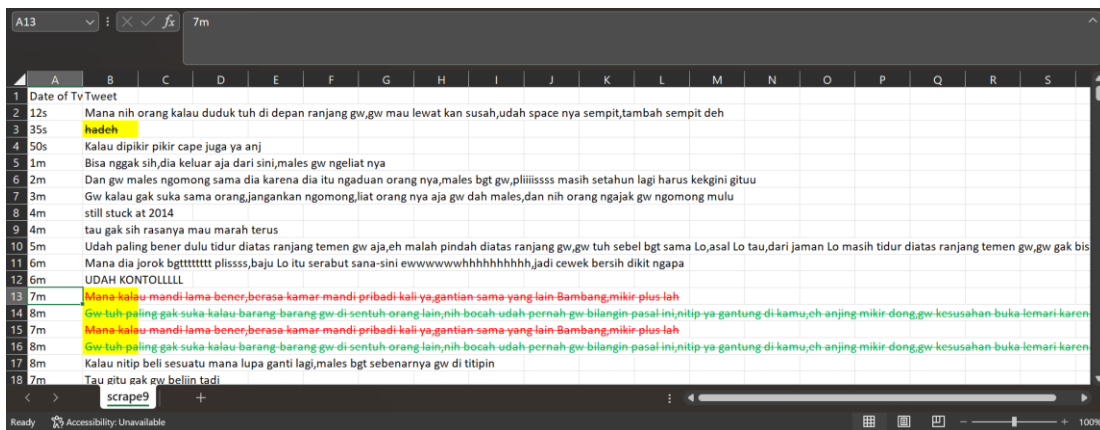 A13 fx 7m
A B C D E F G H I J K L M N O P Q R S
1 Date of Tv Tweet
2 12s Mana nih orang kalau duduk tuh di depan ranjang gw,gw mau lewat kan susah,udah space nya sempit,tambah sempit deh
3 35s hadeh
4 50s Kalau dipikir pikir cape juga ya anj
5 1m Bisa nggak sih,dia keluar aja dari sini,males gw ngeliat nya
6 2m Dan gw males ngomong sama dia karena dia itu ngaduan orang nya,males bgt gw,pliiiissss masih setahun lagi harus kekgini gituu
7 3m Gw kalau gak suka sama orang,jangankan ngomong,liat orang nya aja gw dah males,dan nih orang ngajak gw ngomong mulu
8 4m still stuck at 2014
9 4m tau gak sih rasanya mau marah terus
10 5m Udah paling bener dulu tidur diatas ranjang temen gw aja,eh malah pindah diatas ranjang gw,gw tuh sebel bgt sama Lo,asal Lo tau,dari jaman Lo masih tidur diatas ranjang temen gw,gw gak bis
11 6m Mana dia jorok bgtttttttt plissss,baju Lo itu serabut sana-sini ewwwwwwhhhhhhhhhh,jadi cewek bersih dikit ngapa
12 6m UDAH KONTOLLLLL
13 7m Mana kalau mandi lama bener,berasa kamar mandi pribadi kali ya,gantian sama yang lain Bambang,mikir plus lah
14 8m Gw tuh paling gak suka kalau barang-barang gw di sentuh orang lain,nih bocah udah pernah gw bilangin pasal ini,nitip ya gantung di kamu,eh anjing mikir dong,gw kesusahan buka lemari karen
15 7m Mana kalau mandi lama bener,berasa kamar mandi pribadi kali ya,gantian sama yang lain Bambang,mikir plus lah
16 8m Gw tuh paling gak suka kalau barang-barang gw di sentuh orang lain,nih bocah udah pernah gw bilangin pasal ini,nitip ya gantung di kamu,eh anjing mikir dong,gw kesusahan buka lemari karen
17 8m Kalau nitip beli sesuatu mana lupa ganti lagi,males bgt sebenarnya gw di titipin
18 7m Tau gitu gak gw beliin tadi
scrape9
Ready Accessibility: Unavailable 100%